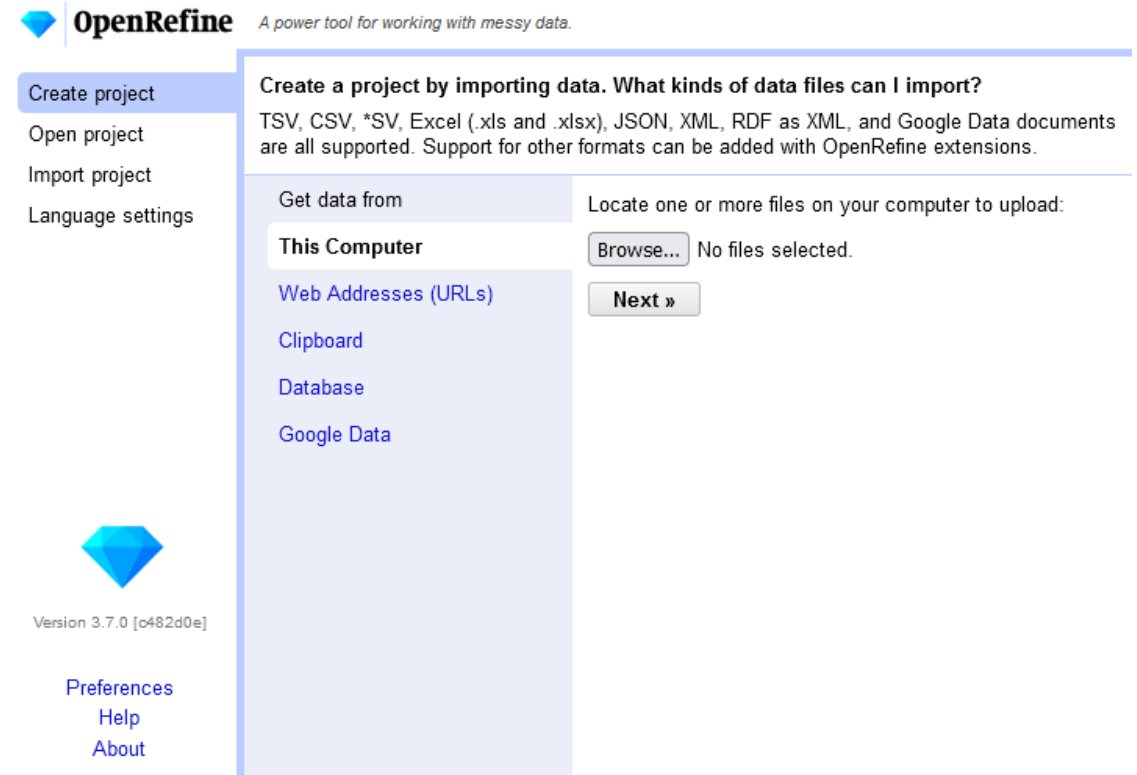 OpenRefine A power tool for working with messy data.
Create project
Open project
Import project
Language settings
Create a project by importing data. What kinds of data files can I import?
TSV, CSV, *SV, Excel (.xls and .xlsx), JSON, XML, RDF as XML, and Google Data documents
are all supported. Support for other formats can be added with OpenRefine extensions.
Get data from
This Computer
Web Addresses (URLs)
Clipboard
Database
Google Data
Locate one or more files on your computer to upload:
Browse... No files selected.
Next »
Version 3.7.0 [c482d0e]
Preferences
Help
About